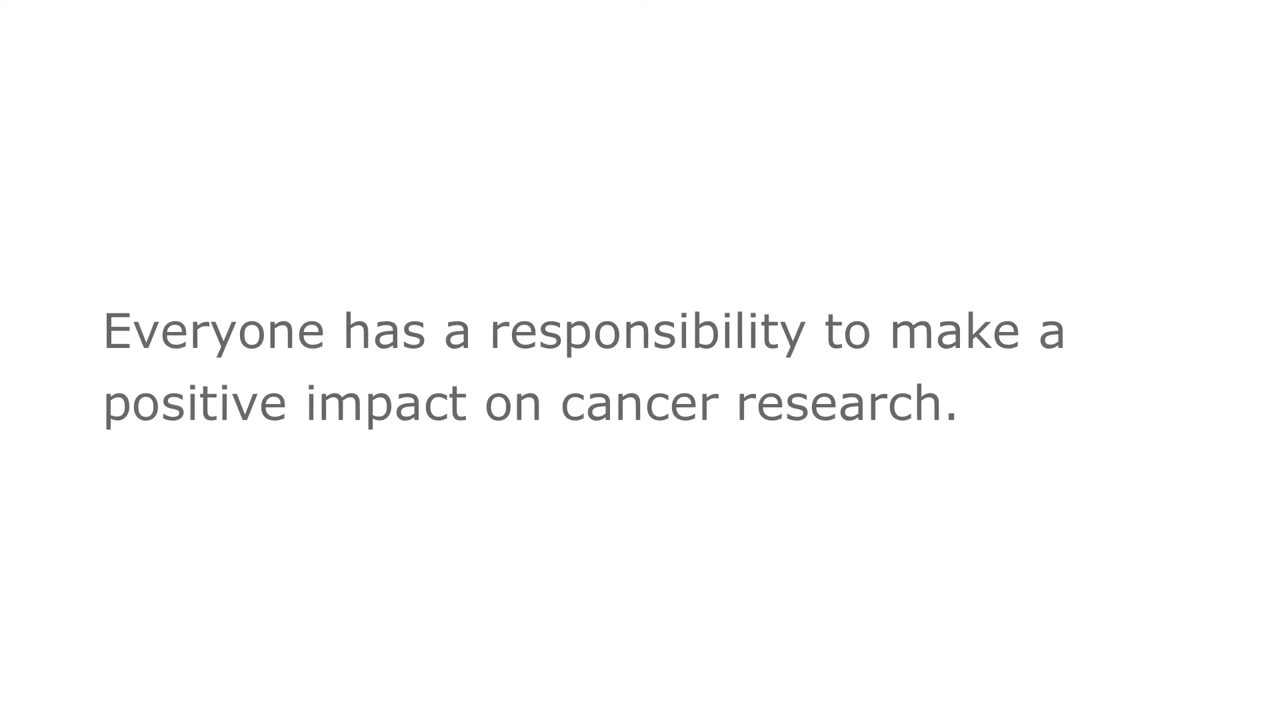 Everyone has a responsibility to make a
positive impact on cancer research.